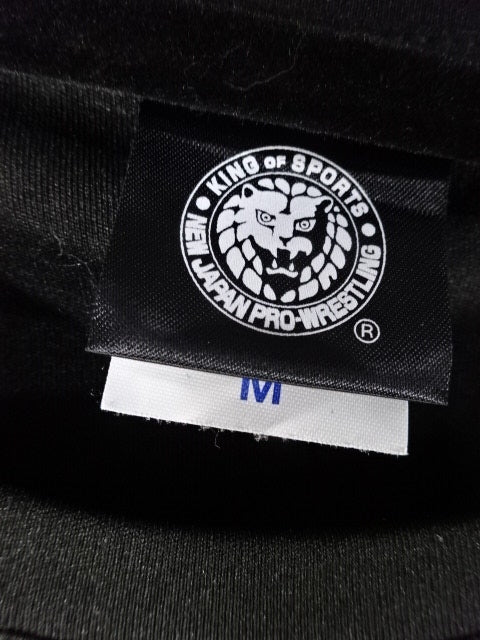 KING OF SPORTS
NEW JAPAN PRO-WRESTLING
®
M